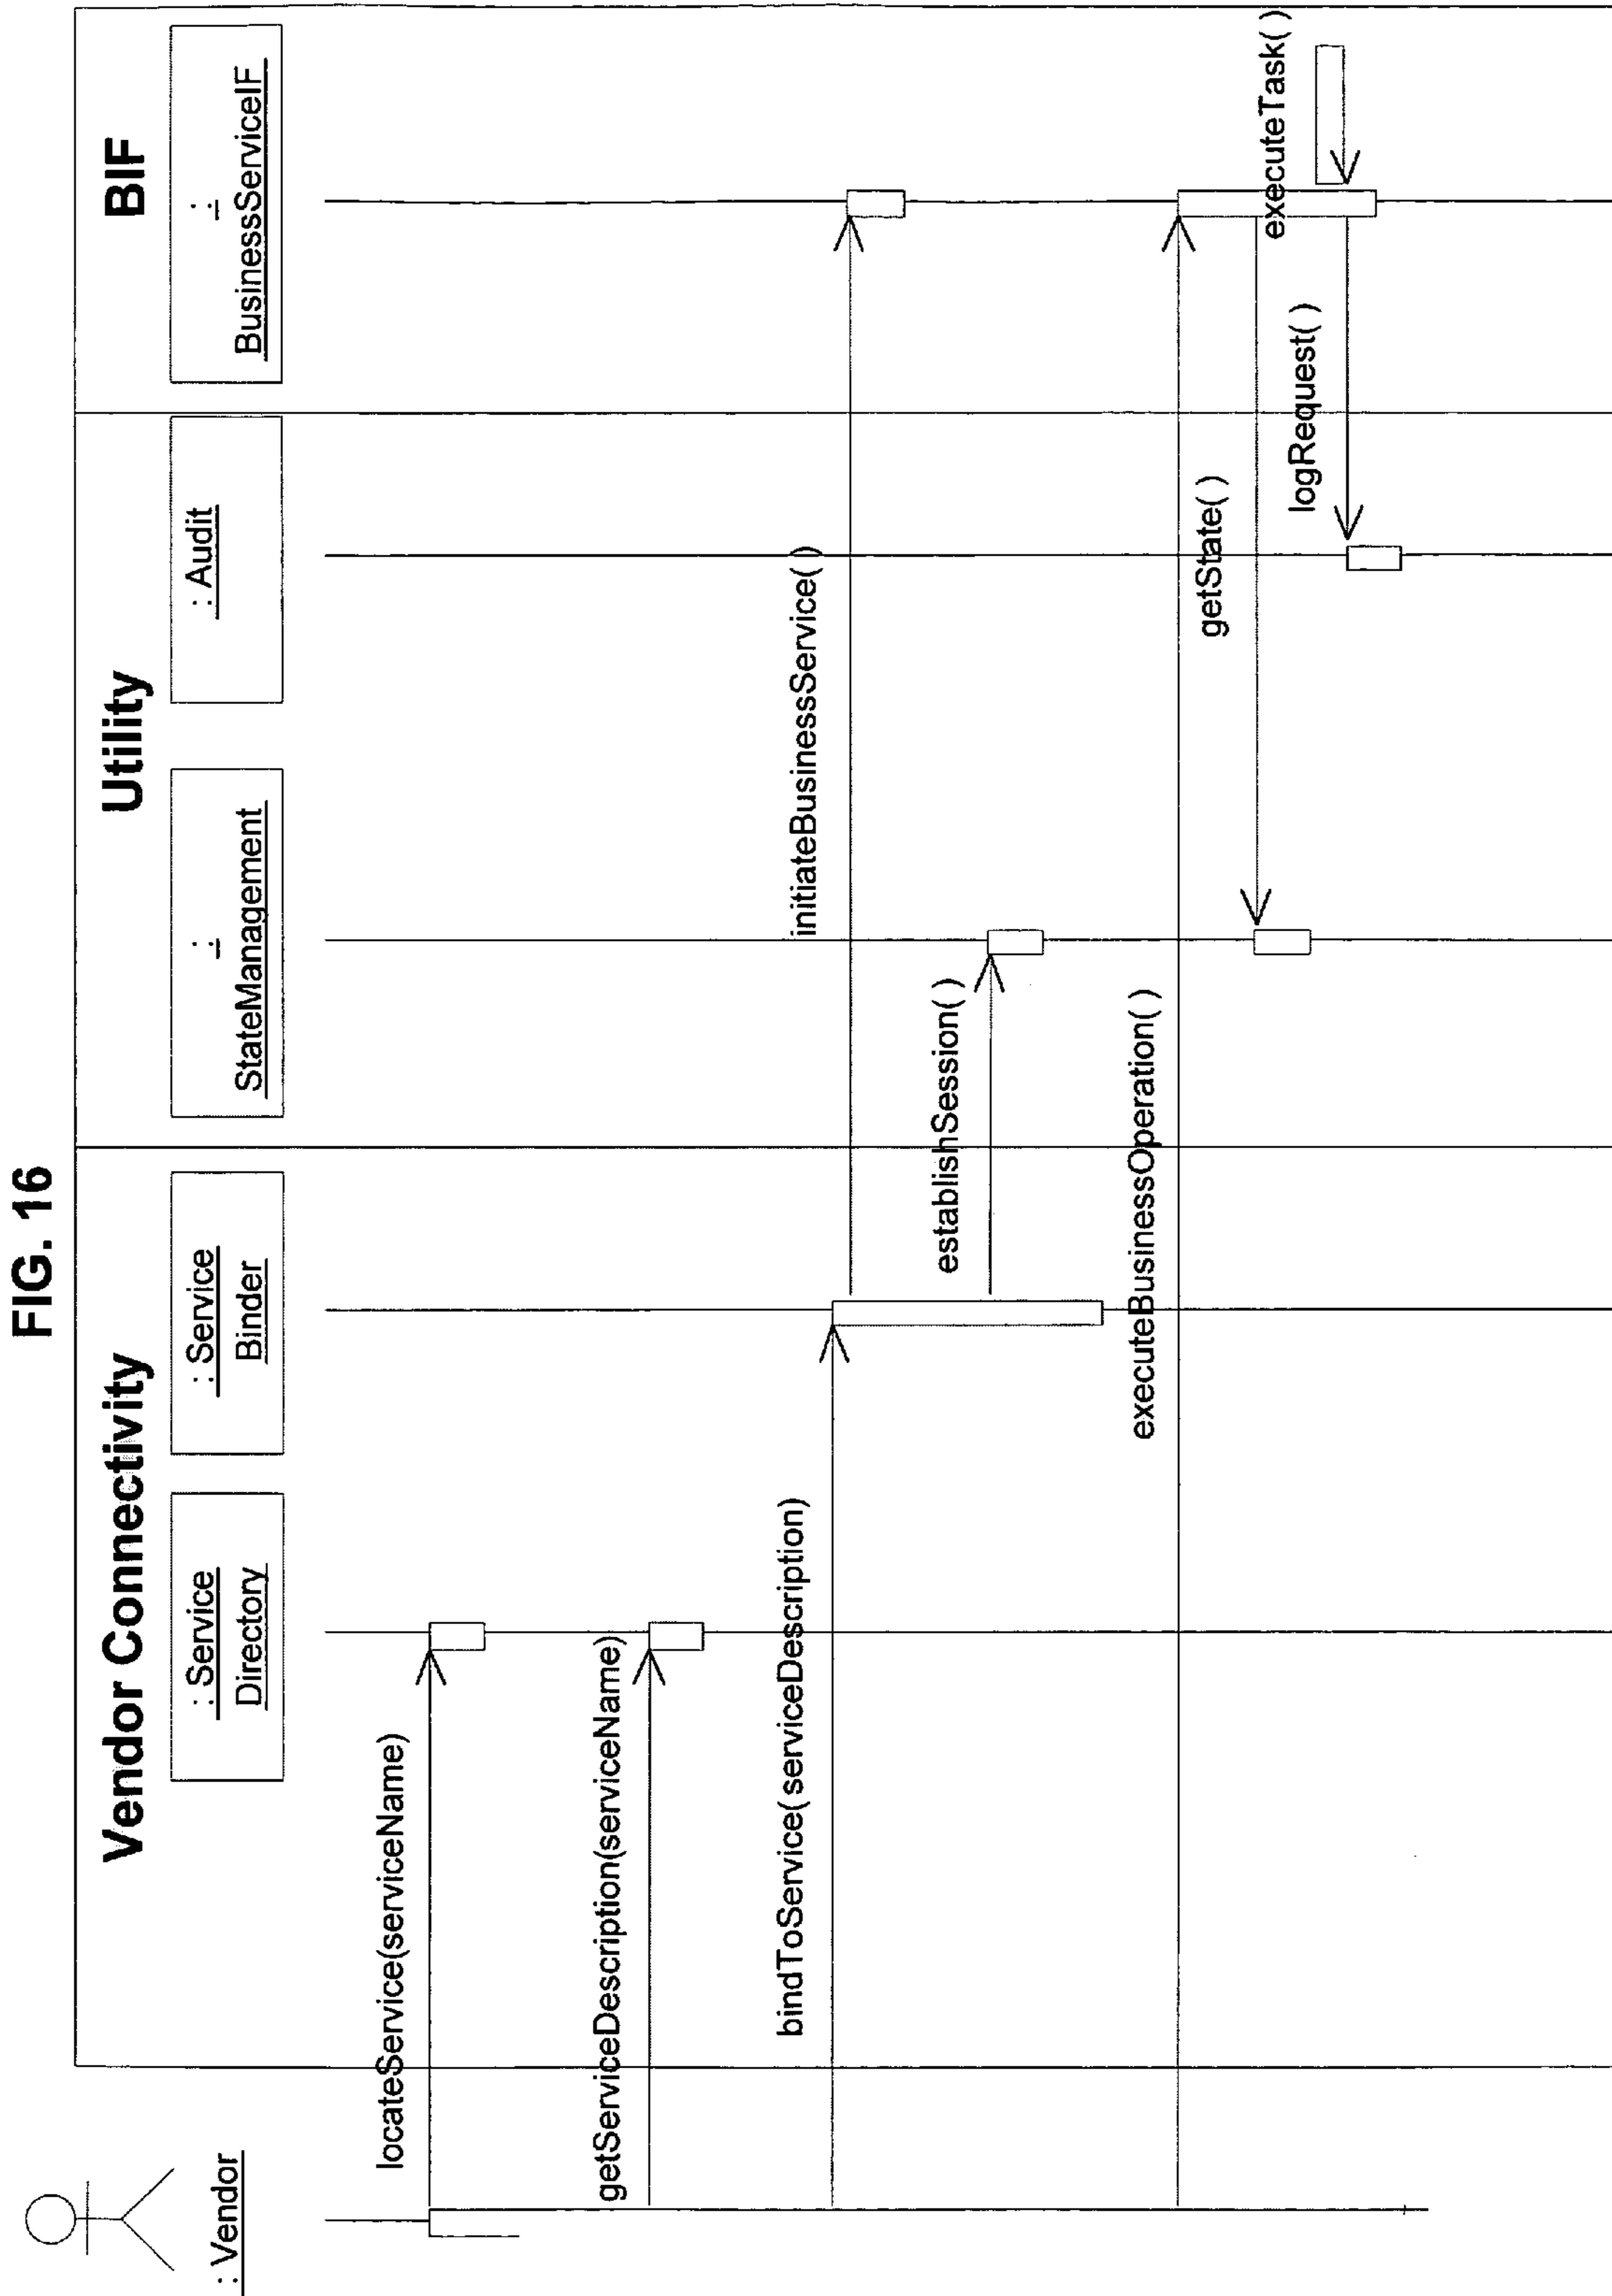 FIG. 16
Vendor Connectivity
Utility
BIF
: Vendor
: Service
Directory
: Service
Binder
:
StateManagement
: Audit
:
BusinessServiceIF
locateService(serviceName)
getServiceDescription(serviceName)
bindToService( serviceDescription)
initiateBusinessService( )
establishSession( )
executeBusinessOperation( )
getState( )
executeTask( )
logRequest( )